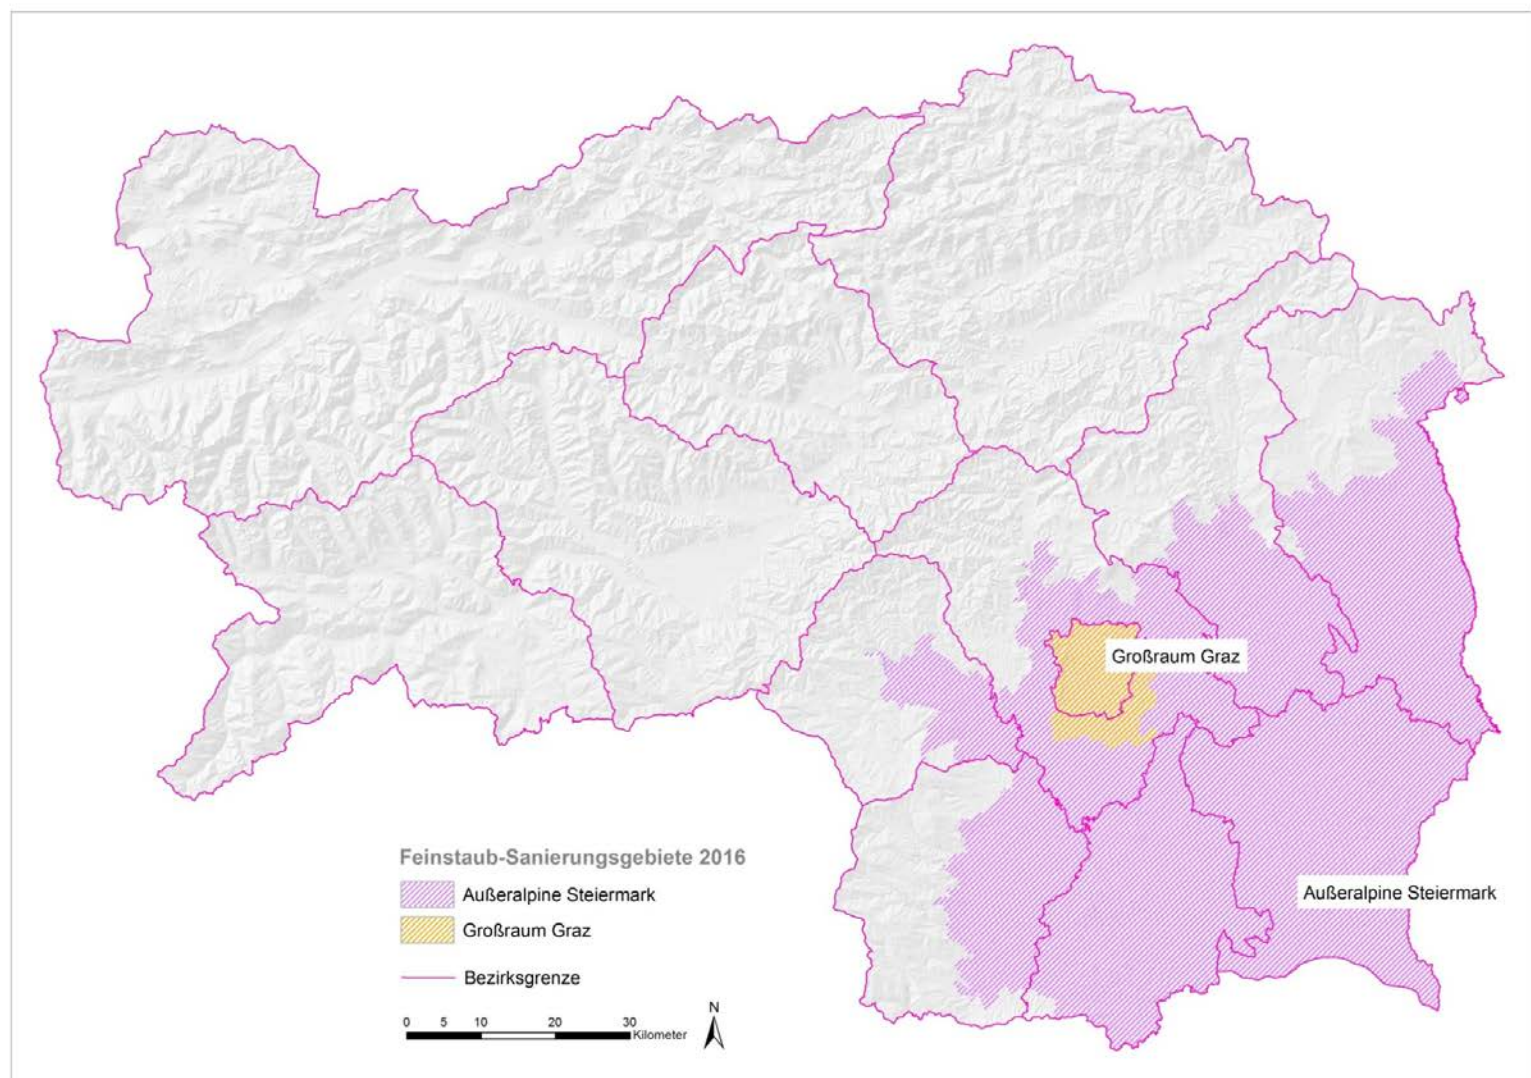 Großraum Graz
Außeralpine Steiermark
Feinstaub-Sanierungsgebiete 2016
Außeralpine Steiermark
Großraum Graz
Bezirksgrenze
0 5 10 20 30
Kilometer
N